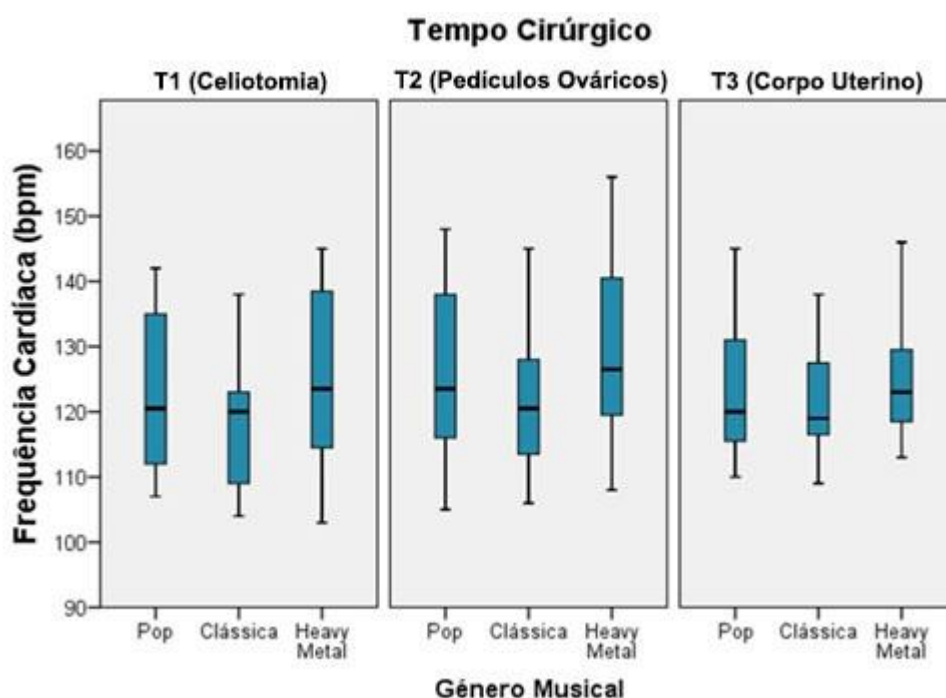 Tempo Cirúrgico
T1 (Celiotomia)
T2 (Pedículos Ováricos)
T3 (Corpo Uterino)
Frequência Cardíaca (bpm)
160
150
140
130
120
110
100
90
Pop
Clássica
Heavy
Metal
Pop
Clássica
Heavy
Metal
Pop
Clássica
Heavy
Metal
Género Musical